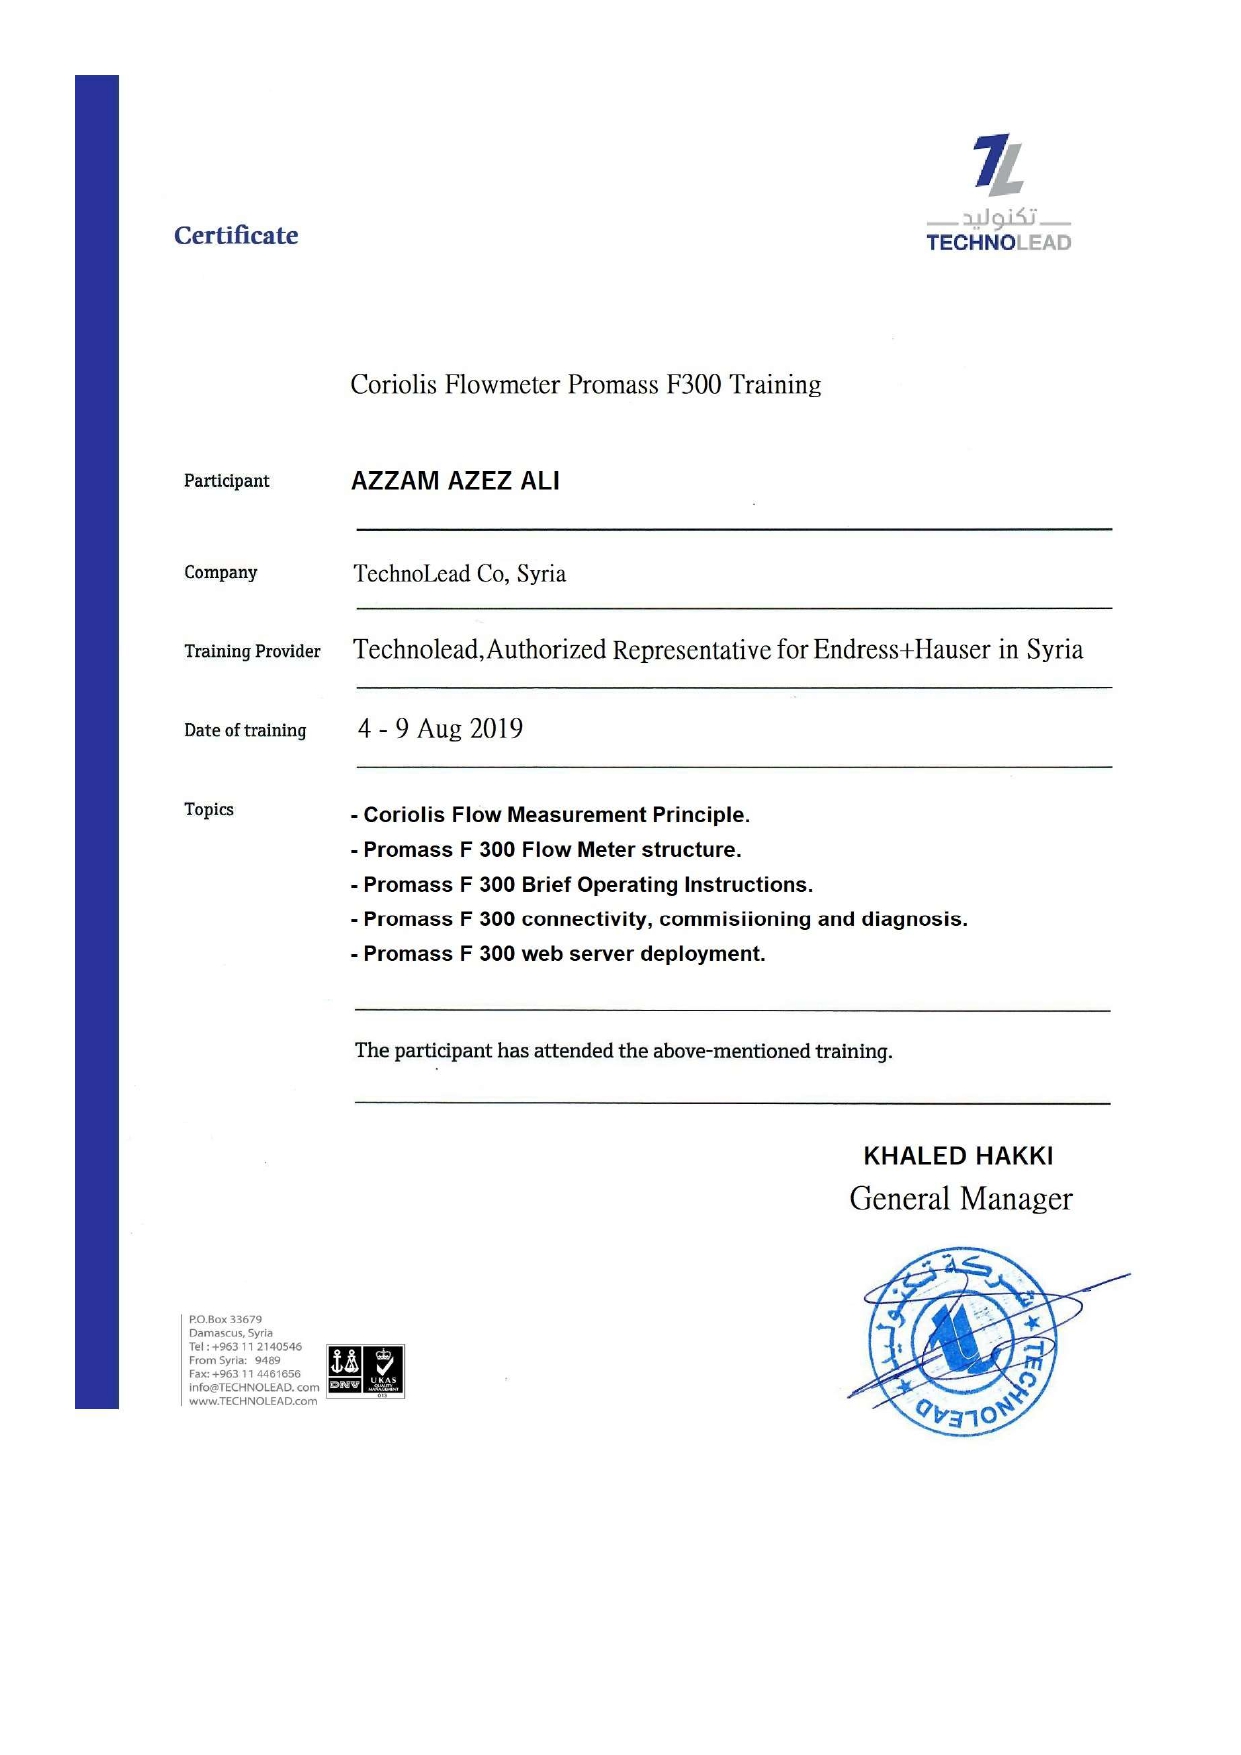 تكنوليد
TECHNOLEAD
Certificate
Coriolis Flowmeter Promass F300 Training
Participant AZZAM AZEZ ALI
Company TechnoLead Co, Syria
Training Provider Technolead,Authorized Representative for Endress+Hauser in Syria
Date of training 4 - 9 Aug 2019
Topics - Coriolis Flow Measurement Principle.
- Promass F 300 Flow Meter structure.
- Promass F 300 Brief Operating Instructions.
- Promass F 300 connectivity, commisiioning and diagnosis.
- Promass F 300 web server deployment.
The participant has attended the above-mentioned training.
KHALED HAKKI
General Manager
شركة تكنوليد
TECHNOLEAD
P.O.Box 33679
Damascus, Syria
Tel : +963 11 2140546
From Syria: 9489
Fax: +963 11 4461656
info@TECHNOLEAD. com
www.TECHNOLEAD.com
DNV
UKAS
QUALITY
MANAGEMENT
013